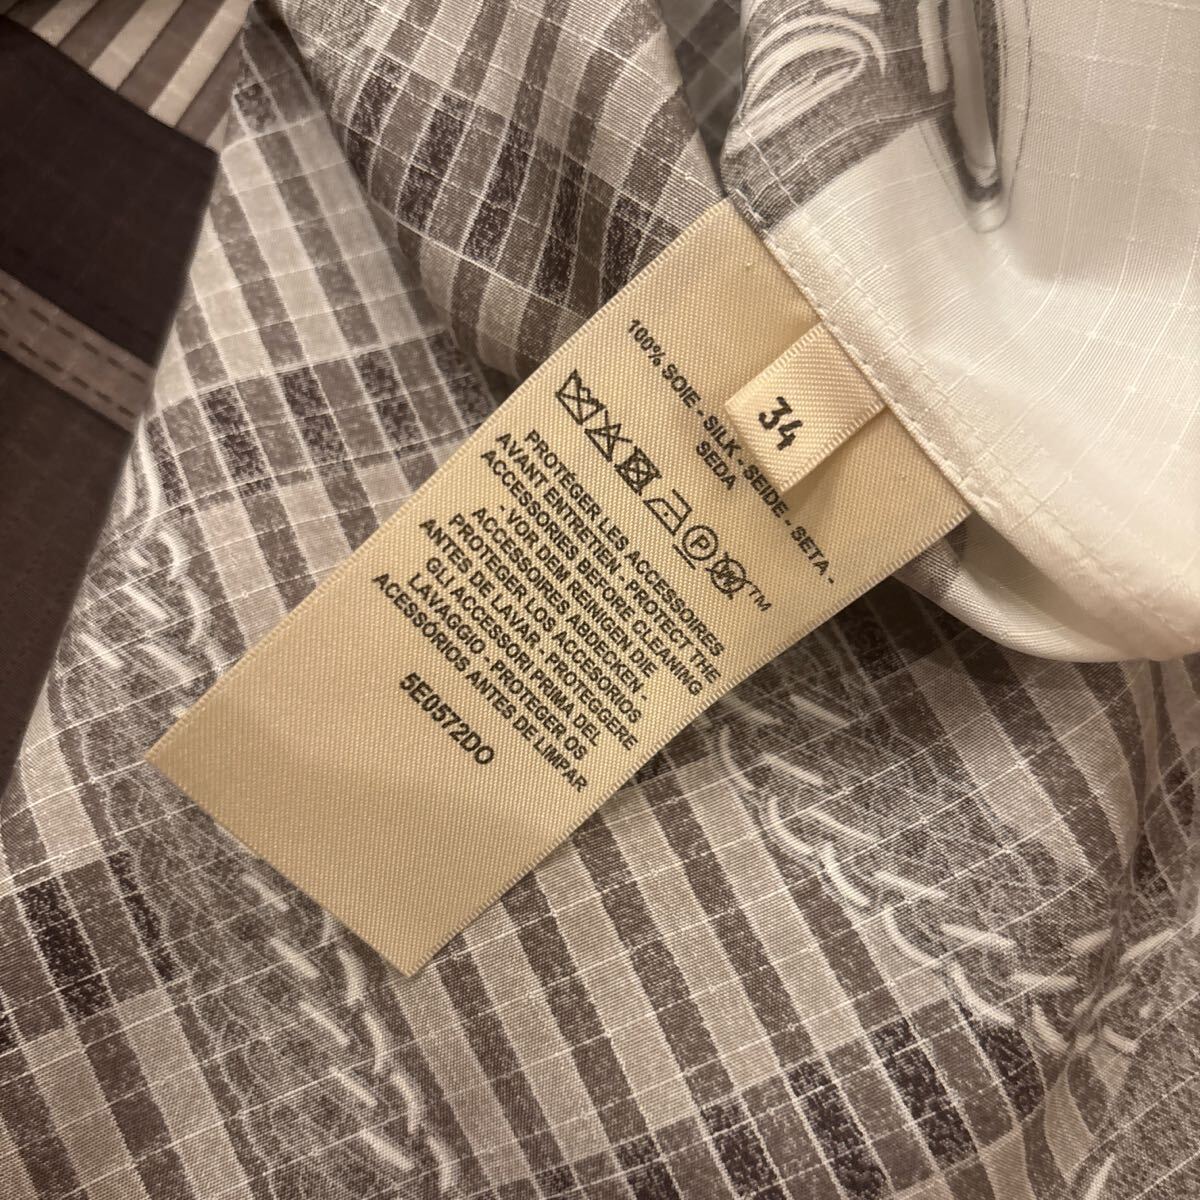 34
100% SOIE - SILK - SEIDE - SETA -
SEDA
P W ™
PROTÉGER LES ACCESSOIRES
AVANT ENTRETIEN - PROTECT THE
ACCESSORIES BEFORE CLEANING
- VOR DEM REINIGEN DIE
ACCESSOIRES ABDECKEN -
PROTEGER LOS ACCESORIOS
ANTES DE LAVAR - PROTEGGERE
GLI ACCESSORI PRIMA DEL
LAVAGGIO - PROTEGER OS
ACESSÓRIOS ANTES DE LIMPAR
5E0572DO